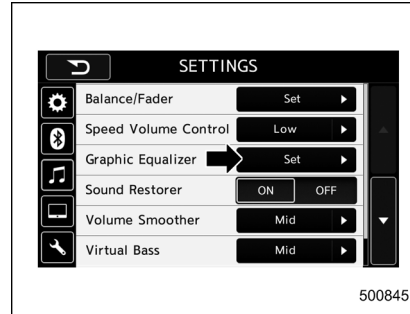 SETTINGS
Balance/Fader Set
Speed Volume Control Low
Graphic Equalizer Set
Sound Restorer ON OFF
Volume Smoother Mid
Virtual Bass Mid
500845